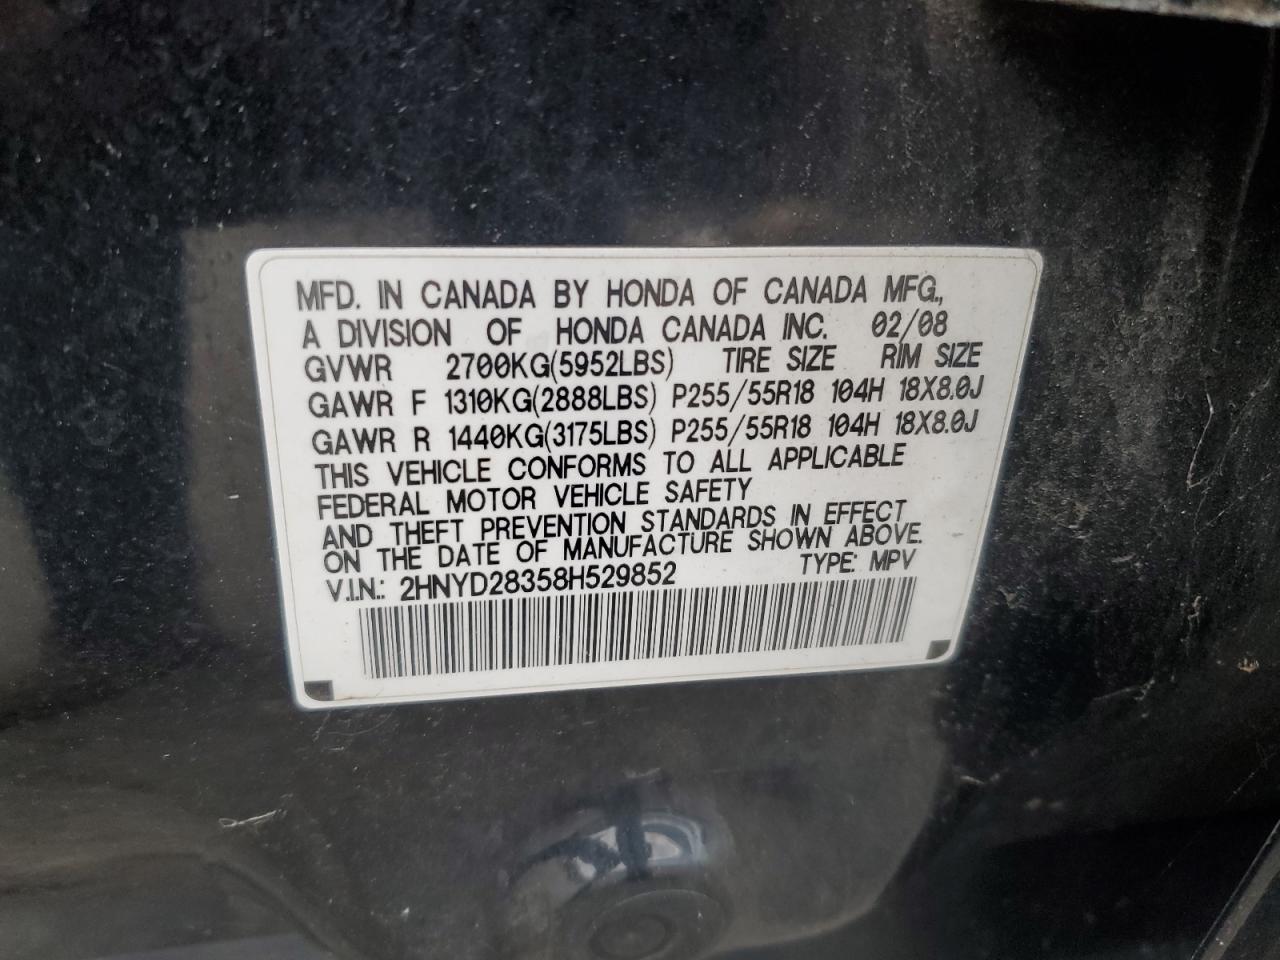 MFD. IN CANADA BY HONDA OF CANADA MFG.,
A DIVISION OF HONDA CANADA INC. 02/08
GVWR 2700KG(5952LBS) TIRE SIZE RIM SIZE
GAWR F 1310KG(2888LBS) P255/55R18 104H 18X8.0J
GAWR R 1440KG(3175LBS) P255/55R18 104H 18X8.0J
THIS VEHICLE CONFORMS TO ALL APPLICABLE
FEDERAL MOTOR VEHICLE SAFETY
AND THEFT PREVENTION STANDARDS IN EFFECT
ON THE DATE OF MANUFACTURE SHOWN ABOVE.
V.I.N.: 2HNYD28358H529852 TYPE: MPV